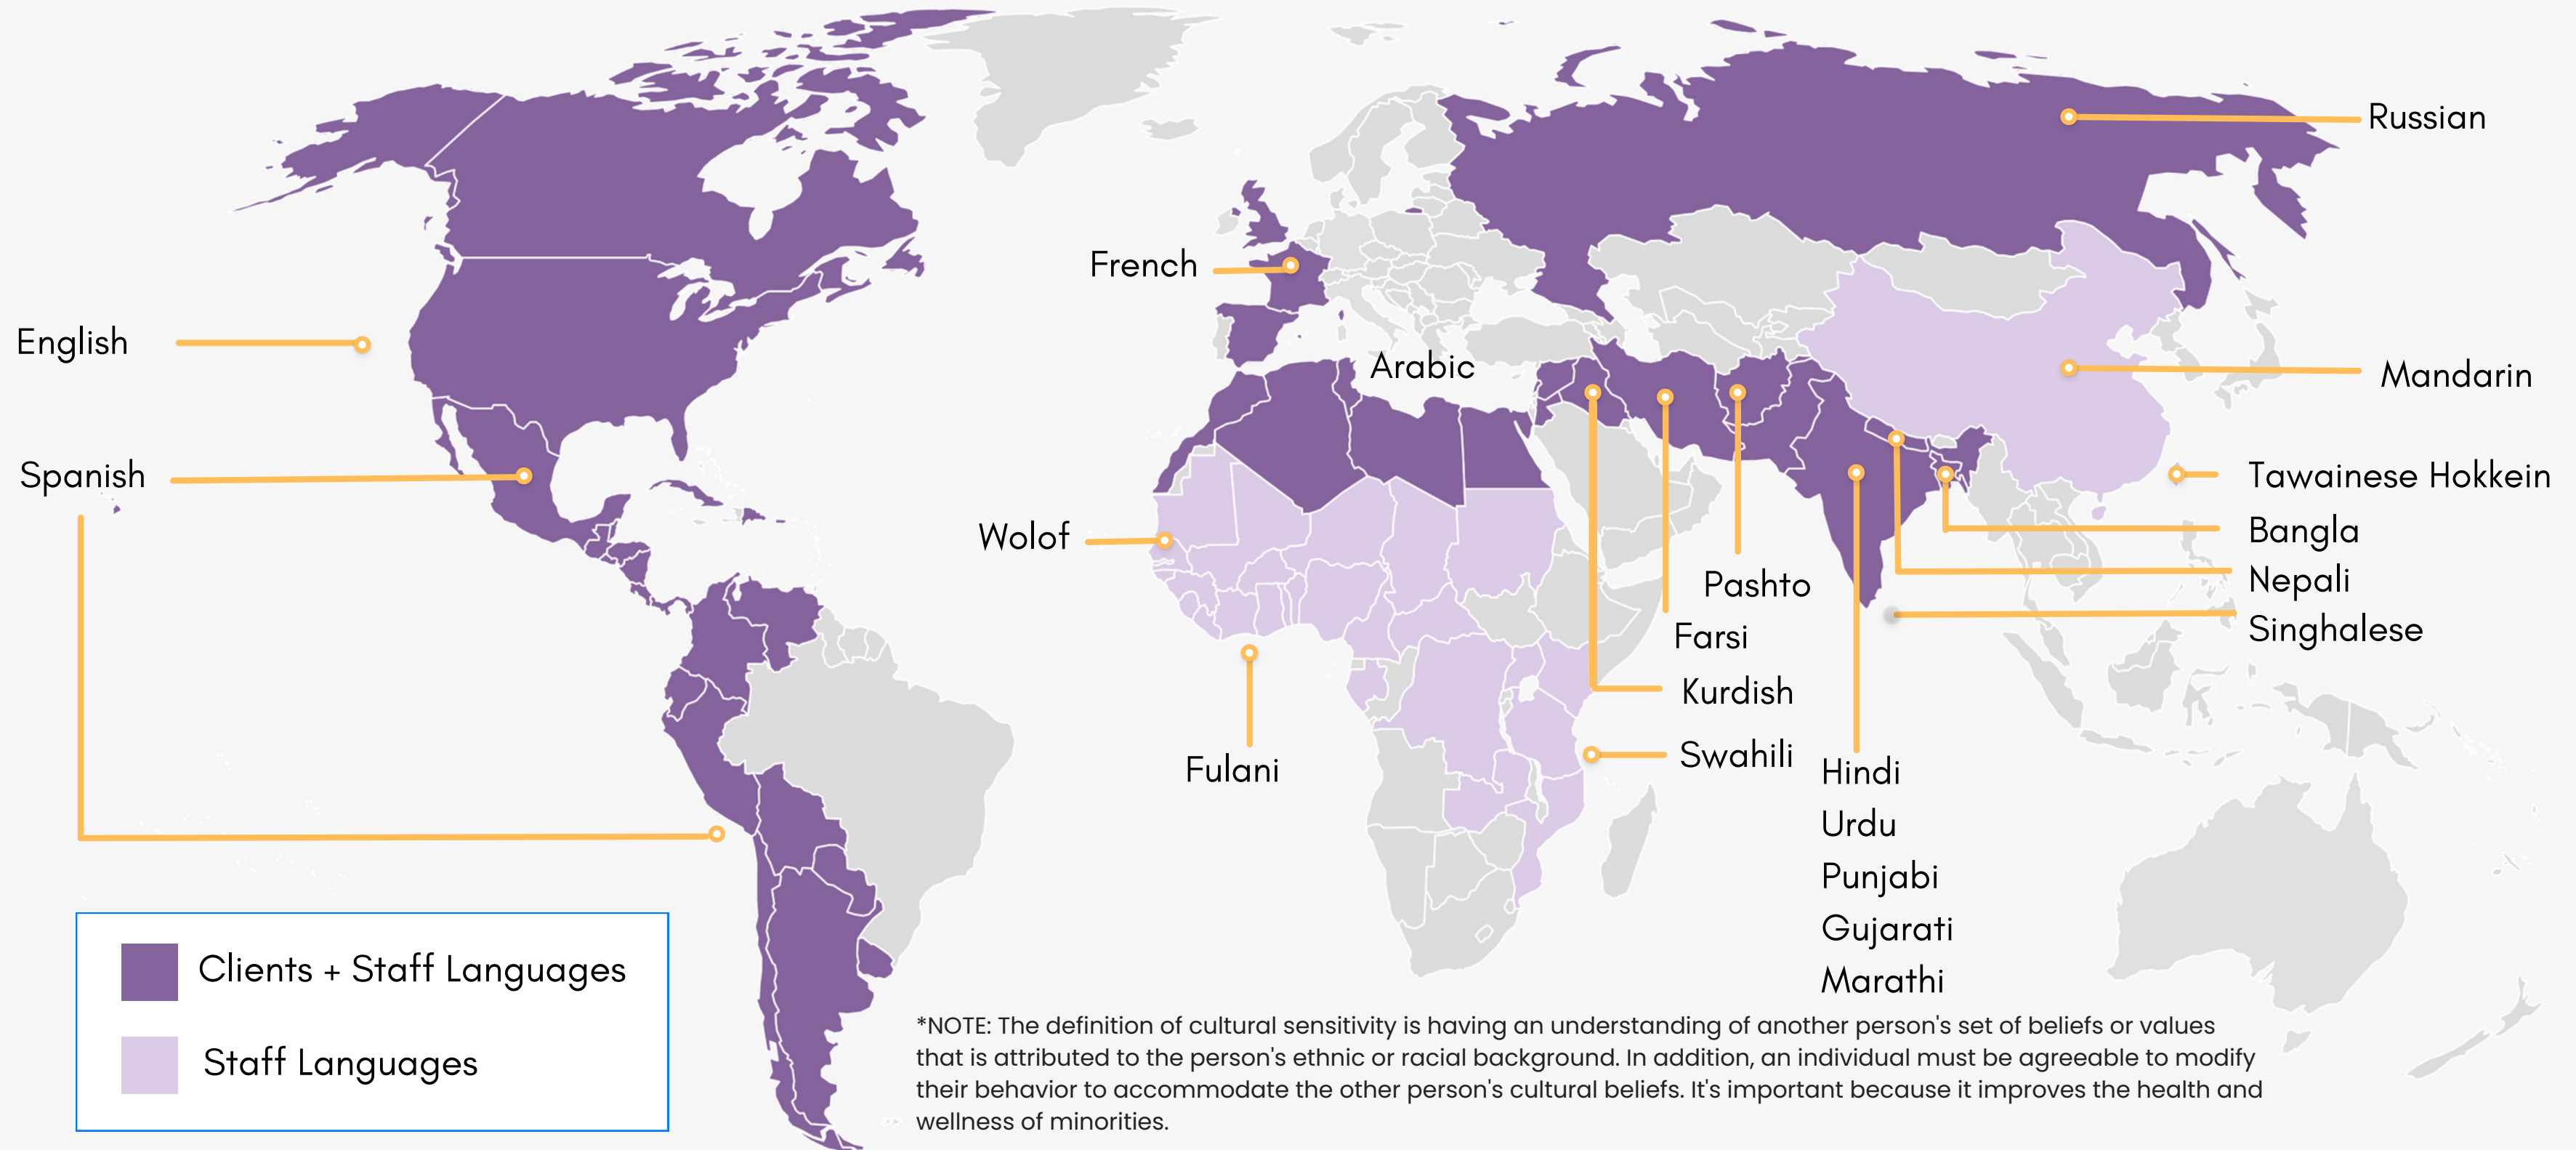 Russian
French
English
Arabic
Mandarin
Spanish
Tawainese Hokkein
Wolof
Bangla
Pashto
Nepali
Farsi
Singhalese
Kurdish
Fulani
Swahili
Hindi
Urdu
Punjabi
Gujarati
Marathi
Clients + Staff Languages
Staff Languages
*NOTE: The definition of cultural sensitivity is having an understanding of another person's set of beliefs or values
that is attributed to the person's ethnic or racial background. In addition, an individual must be agreeable to modify
their behavior to accommodate the other person's cultural beliefs. It's important because it improves the health and
wellness of minorities.